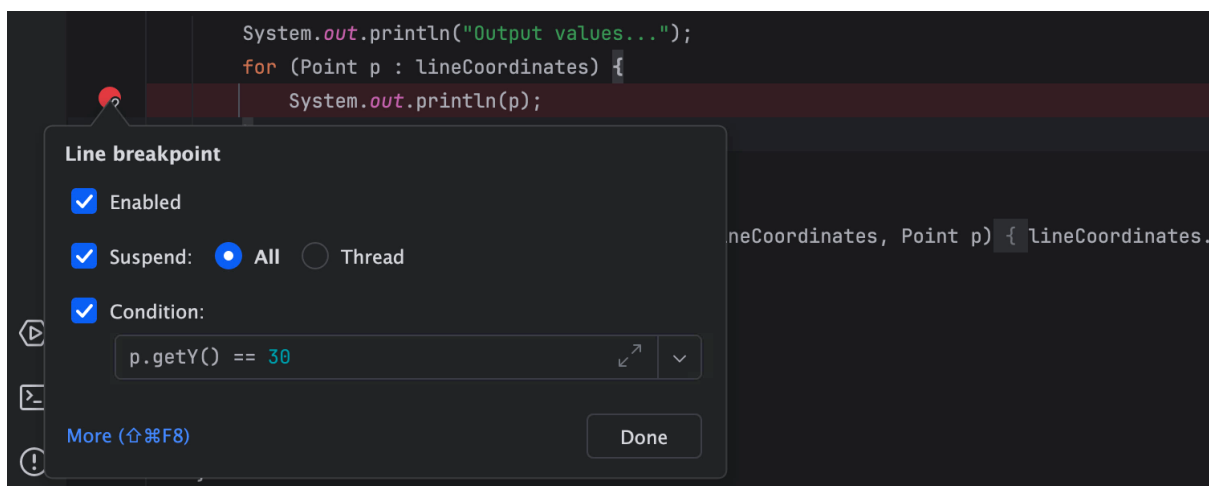 System.out.println("Output values...");
for (Point p : lineCoordinates) {
System.out.println(p);
Line breakpoint
Enabled
neCoordinates, Point p) { lineCoordinates.
Suspend: All Thread
Condition:
p.getY() == 30
More (⇧⌘F8)
Done